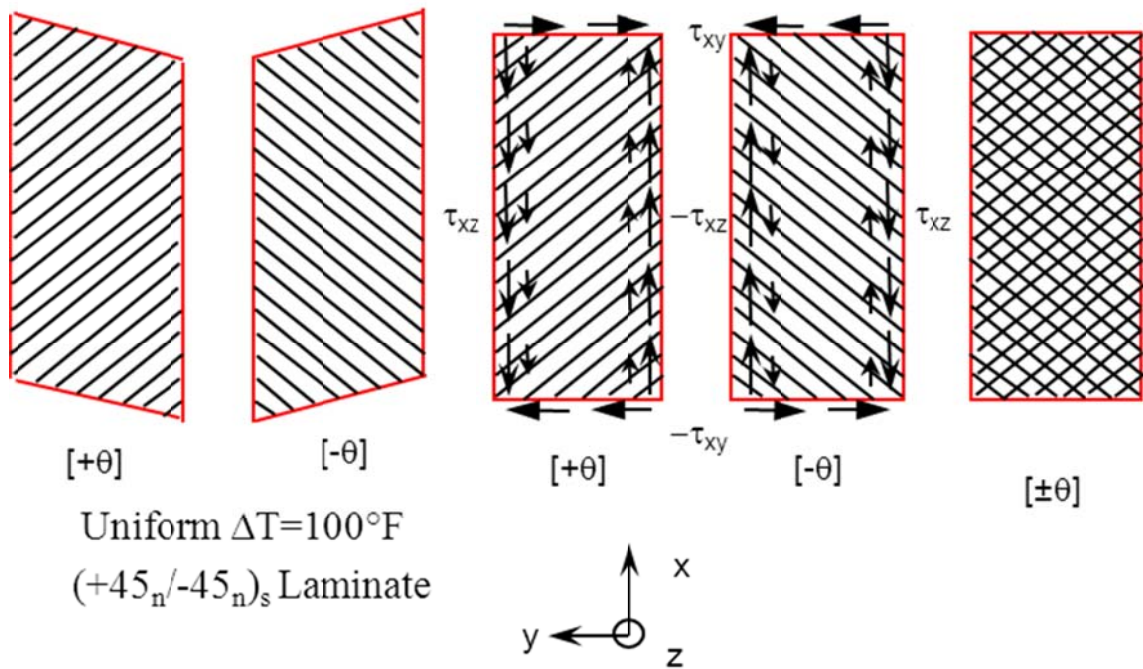 τxy
τxz
−τxz
τxz
−τxy
[+θ]
[-θ]
[+θ]
[-θ]
[±θ]
Uniform ΔT=100°F
(+45n/-45n)s Laminate
x
y
z